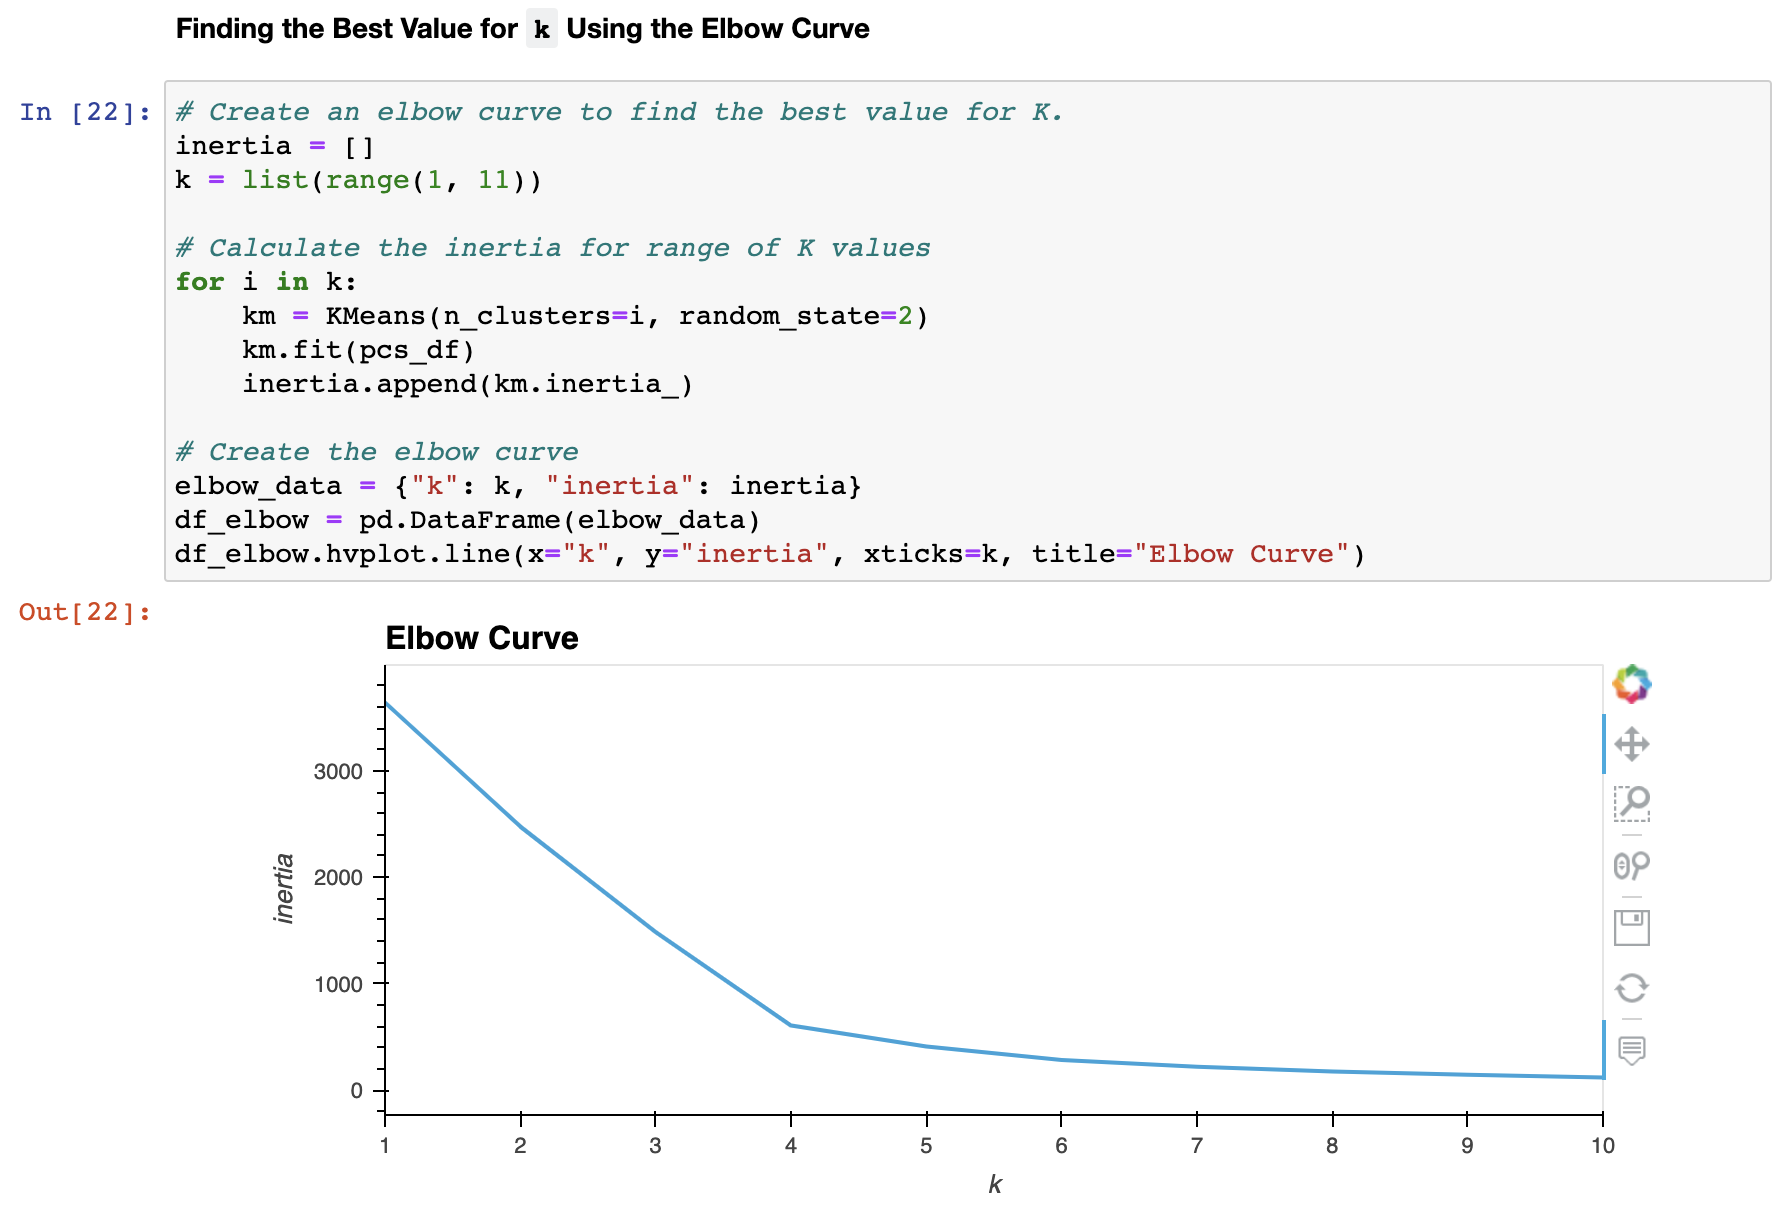 Finding the Best Value for k Using the Elbow Curve
In [22]:
# Create an elbow curve to find the best value for K.
inertia = []
k = list(range(1, 11))
# Calculate the inertia for range of K values
for i in k:
    km = KMeans(n_clusters=i, random_state=2)
    km.fit(pcs_df)
    inertia.append(km.inertia_)
# Create the elbow curve
elbow_data = {"k": k, "inertia": inertia}
df_elbow = pd.DataFrame(elbow_data)
df_elbow.hvplot.line(x="k", y="inertia", xticks=k, title="Elbow Curve")
Out[22]:
Elbow Curve
3000
2000
1000
0
inertia
1 2 3 4 5 6 7 8 9 10
k